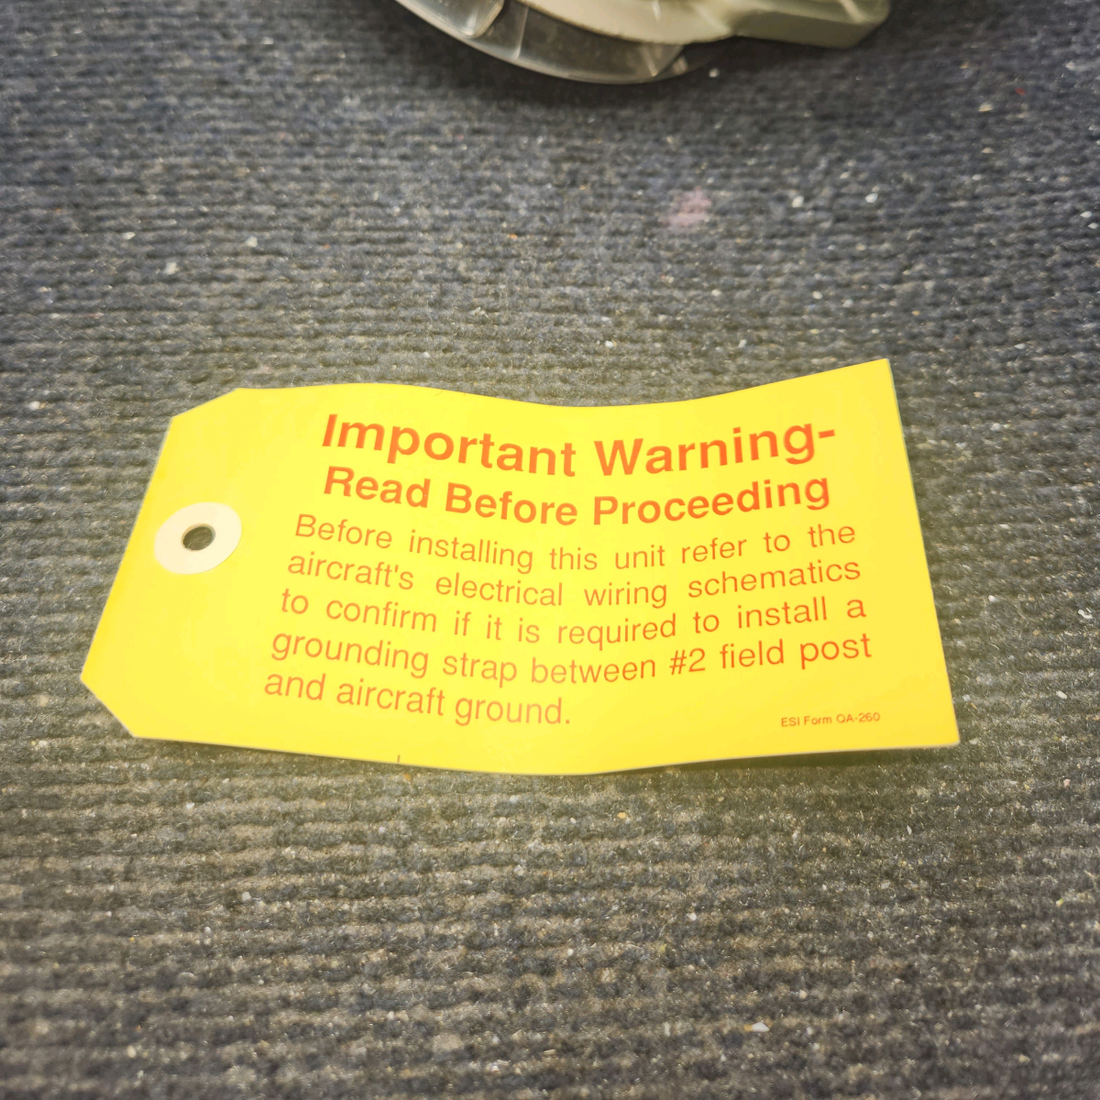 Important Warning-
Read Before Proceeding
Before installing this unit refer to the
aircraft's electrical wiring schematics
to confirm if it is required to install a
grounding strap between #2 field post
and aircraft ground.
ESI Form QA-260